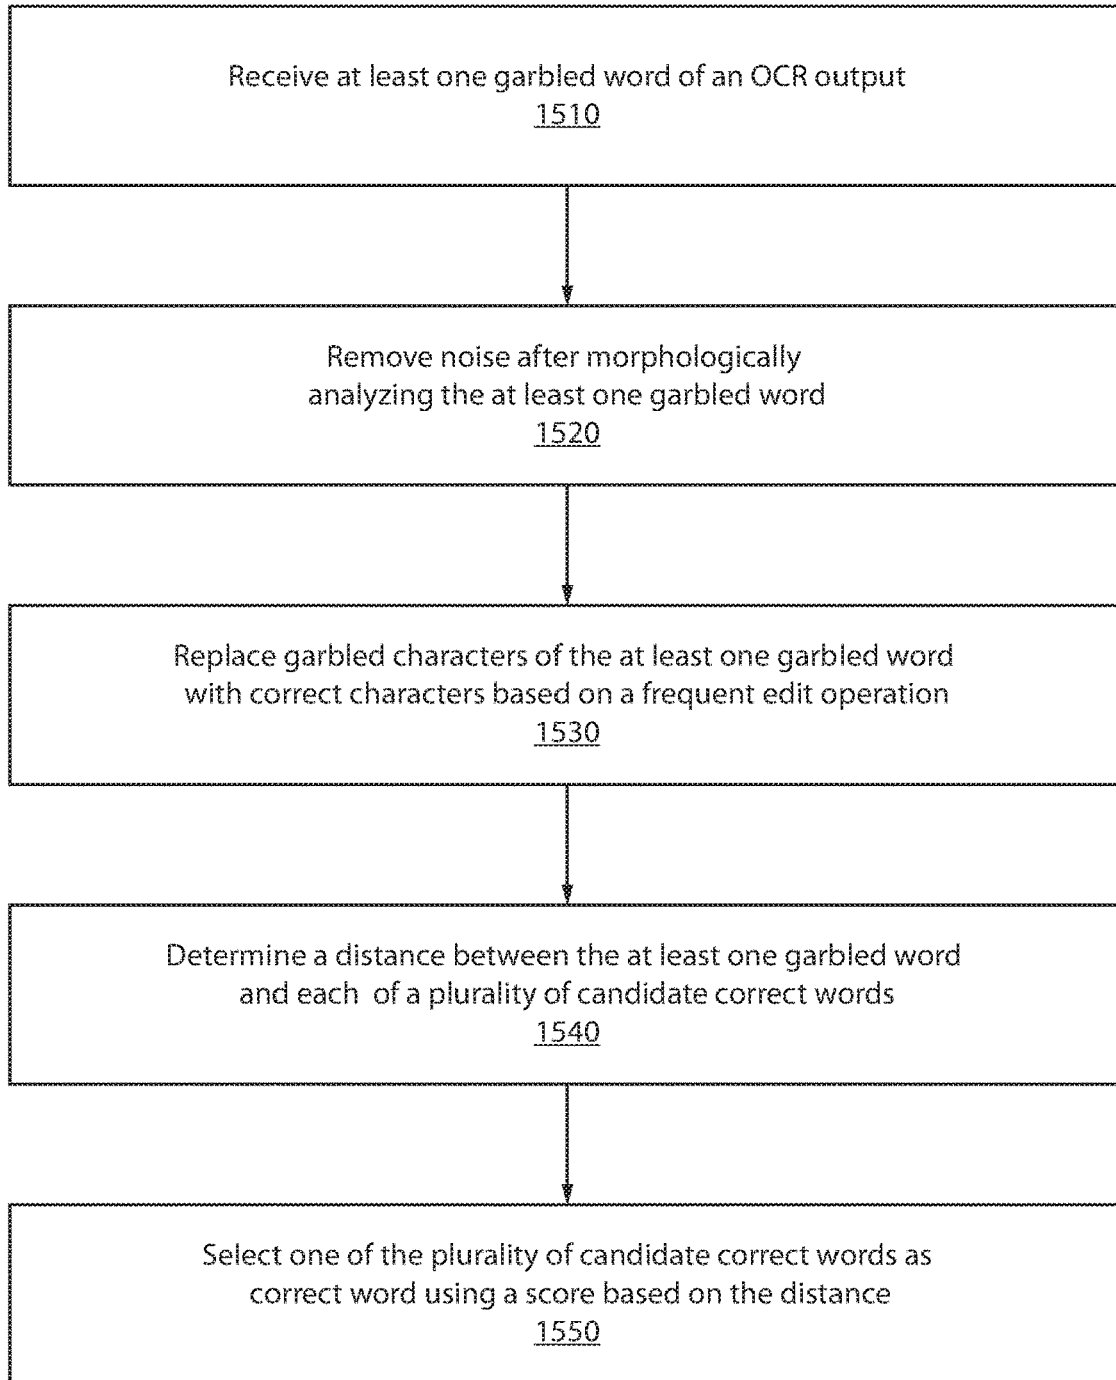 Receive at least one garbled word of an OCR output
1510
Remove noise after morphologically
analyzing the at least one garbled word
1520
Replace garbled characters of the at least one garbled word
with correct characters based on a frequent edit operation
1530
Determine a distance between the at least one garbled word
and each of a plurality of candidate correct words
1540
Select one of the plurality of candidate correct words as
correct word using a score based on the distance
1550